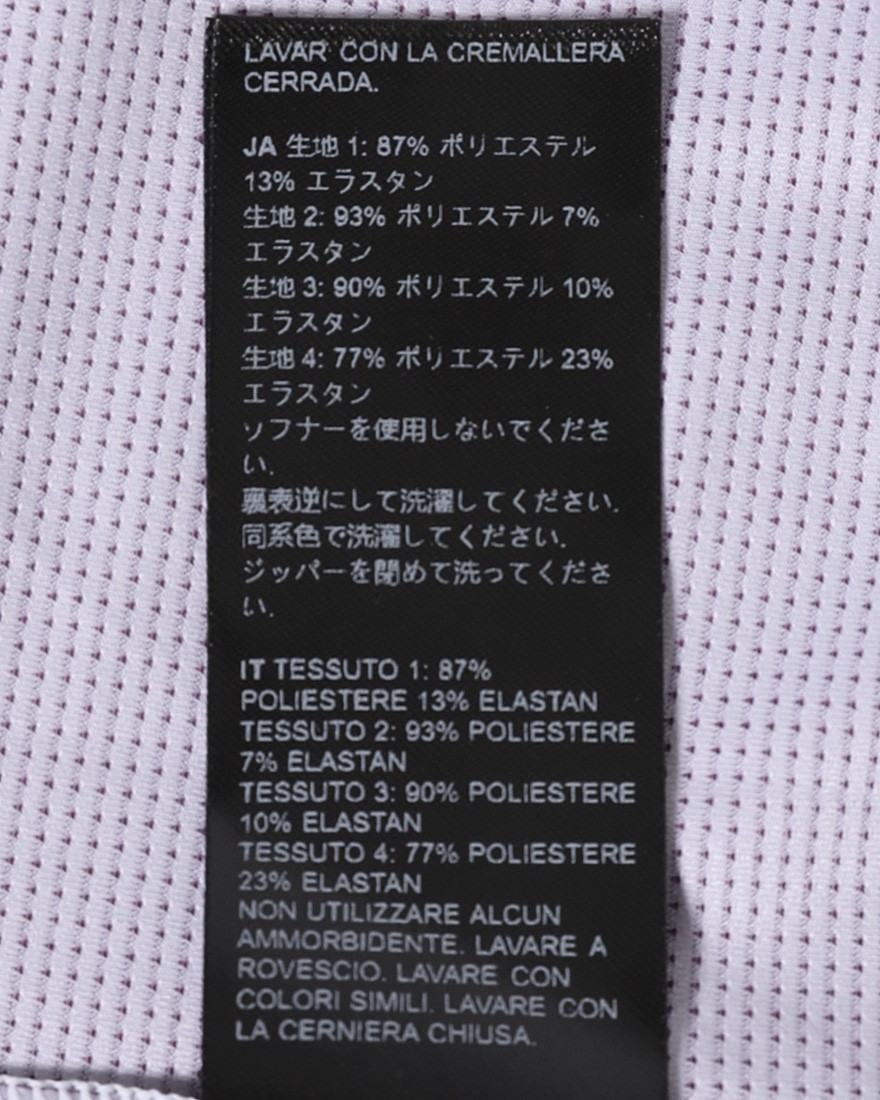 LAVAR CON LA CREMALLERA
CERRADA.
JA 生地 1: 87% ポリエステル
13% エラスタン
生地 2: 93% ポリエステル 7%
エラスタン
生地 3: 90% ポリエステル 10%
エラスタン
生地 4: 77% ポリエステル 23%
エラスタン
ソフナーを使用しないでくださ
い.
裏表逆にして洗濯してください.
同系色で洗濯してください.
ジッパーを閉めて洗ってくださ
い.
IT TESSUTO 1: 87%
POLIESTERE 13% ELASTAN
TESSUTO 2: 93% POLIESTERE
7% ELASTAN
TESSUTO 3: 90% POLIESTERE
10% ELASTAN
TESSUTO 4: 77% POLIESTERE
23% ELASTAN
NON UTILIZZARE ALCUN
AMMORBIDENTE. LAVARE A
ROVESCIO. LAVARE CON
COLORI SIMILI. LAVARE CON
LA CERNIERA CHIUSA.